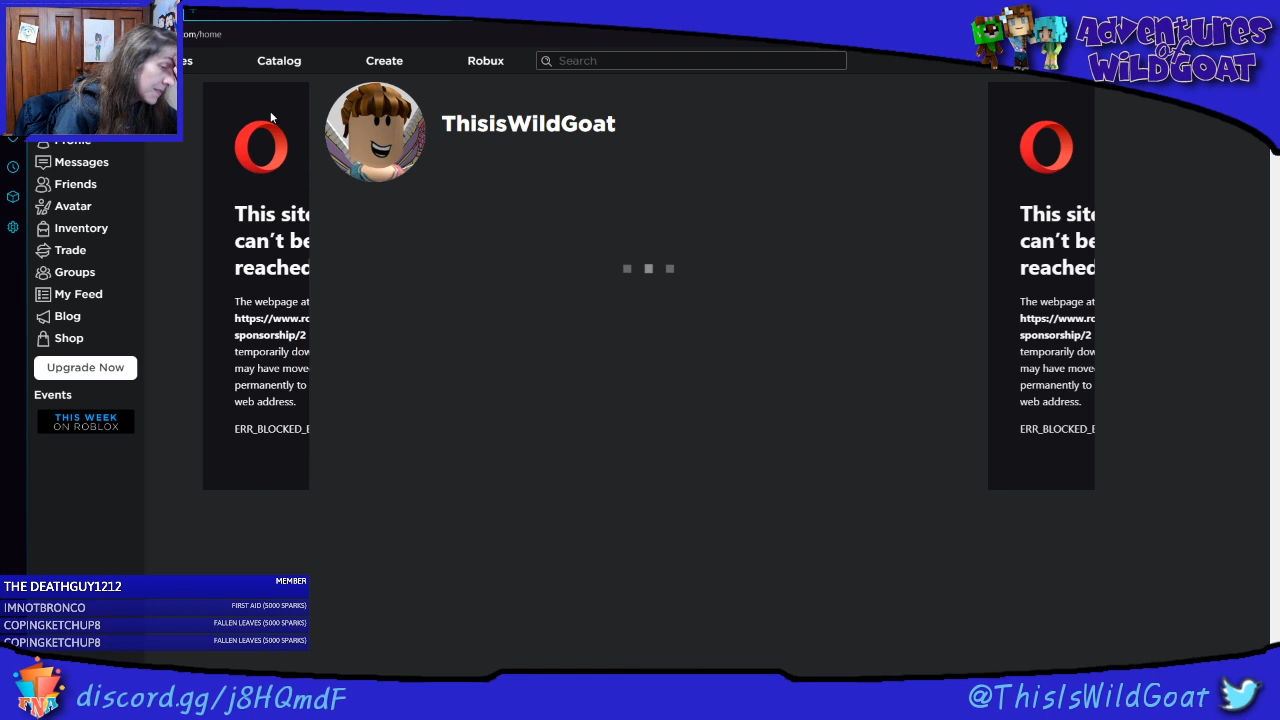 om/home
es
Catalog
Create
Robux
Search
Adventures
of
WildGoat
ThisisWildGoat
Profile
Messages
Friends
Avatar
Inventory
Trade
Groups
My Feed
Blog
Shop
Upgrade Now
Events
THIS WEEK
ON ROBLOX
This site
can't be
reached
The webpage at
https://www.ro
sponsorship/2
temporarily dow
may have move
permanently to
web address.
ERR_BLOCKED_B
This site
can't be
reached
The webpage at
https://www.ro
sponsorship/2
temporarily dow
may have move
permanently to
web address.
ERR_BLOCKED_B
THE DEATHGUY1212 MEMBER
IMNOTBRONCO FIRST AID (5000 SPARKS)
COPINGKETCHUP8 FALLEN LEAVES (5000 SPARKS)
COPINGKETCHUP8 FALLEN LEAVES (5000 SPARKS)
FNA
discord.gg/j8HQmdF
@ThisIsWildGoat